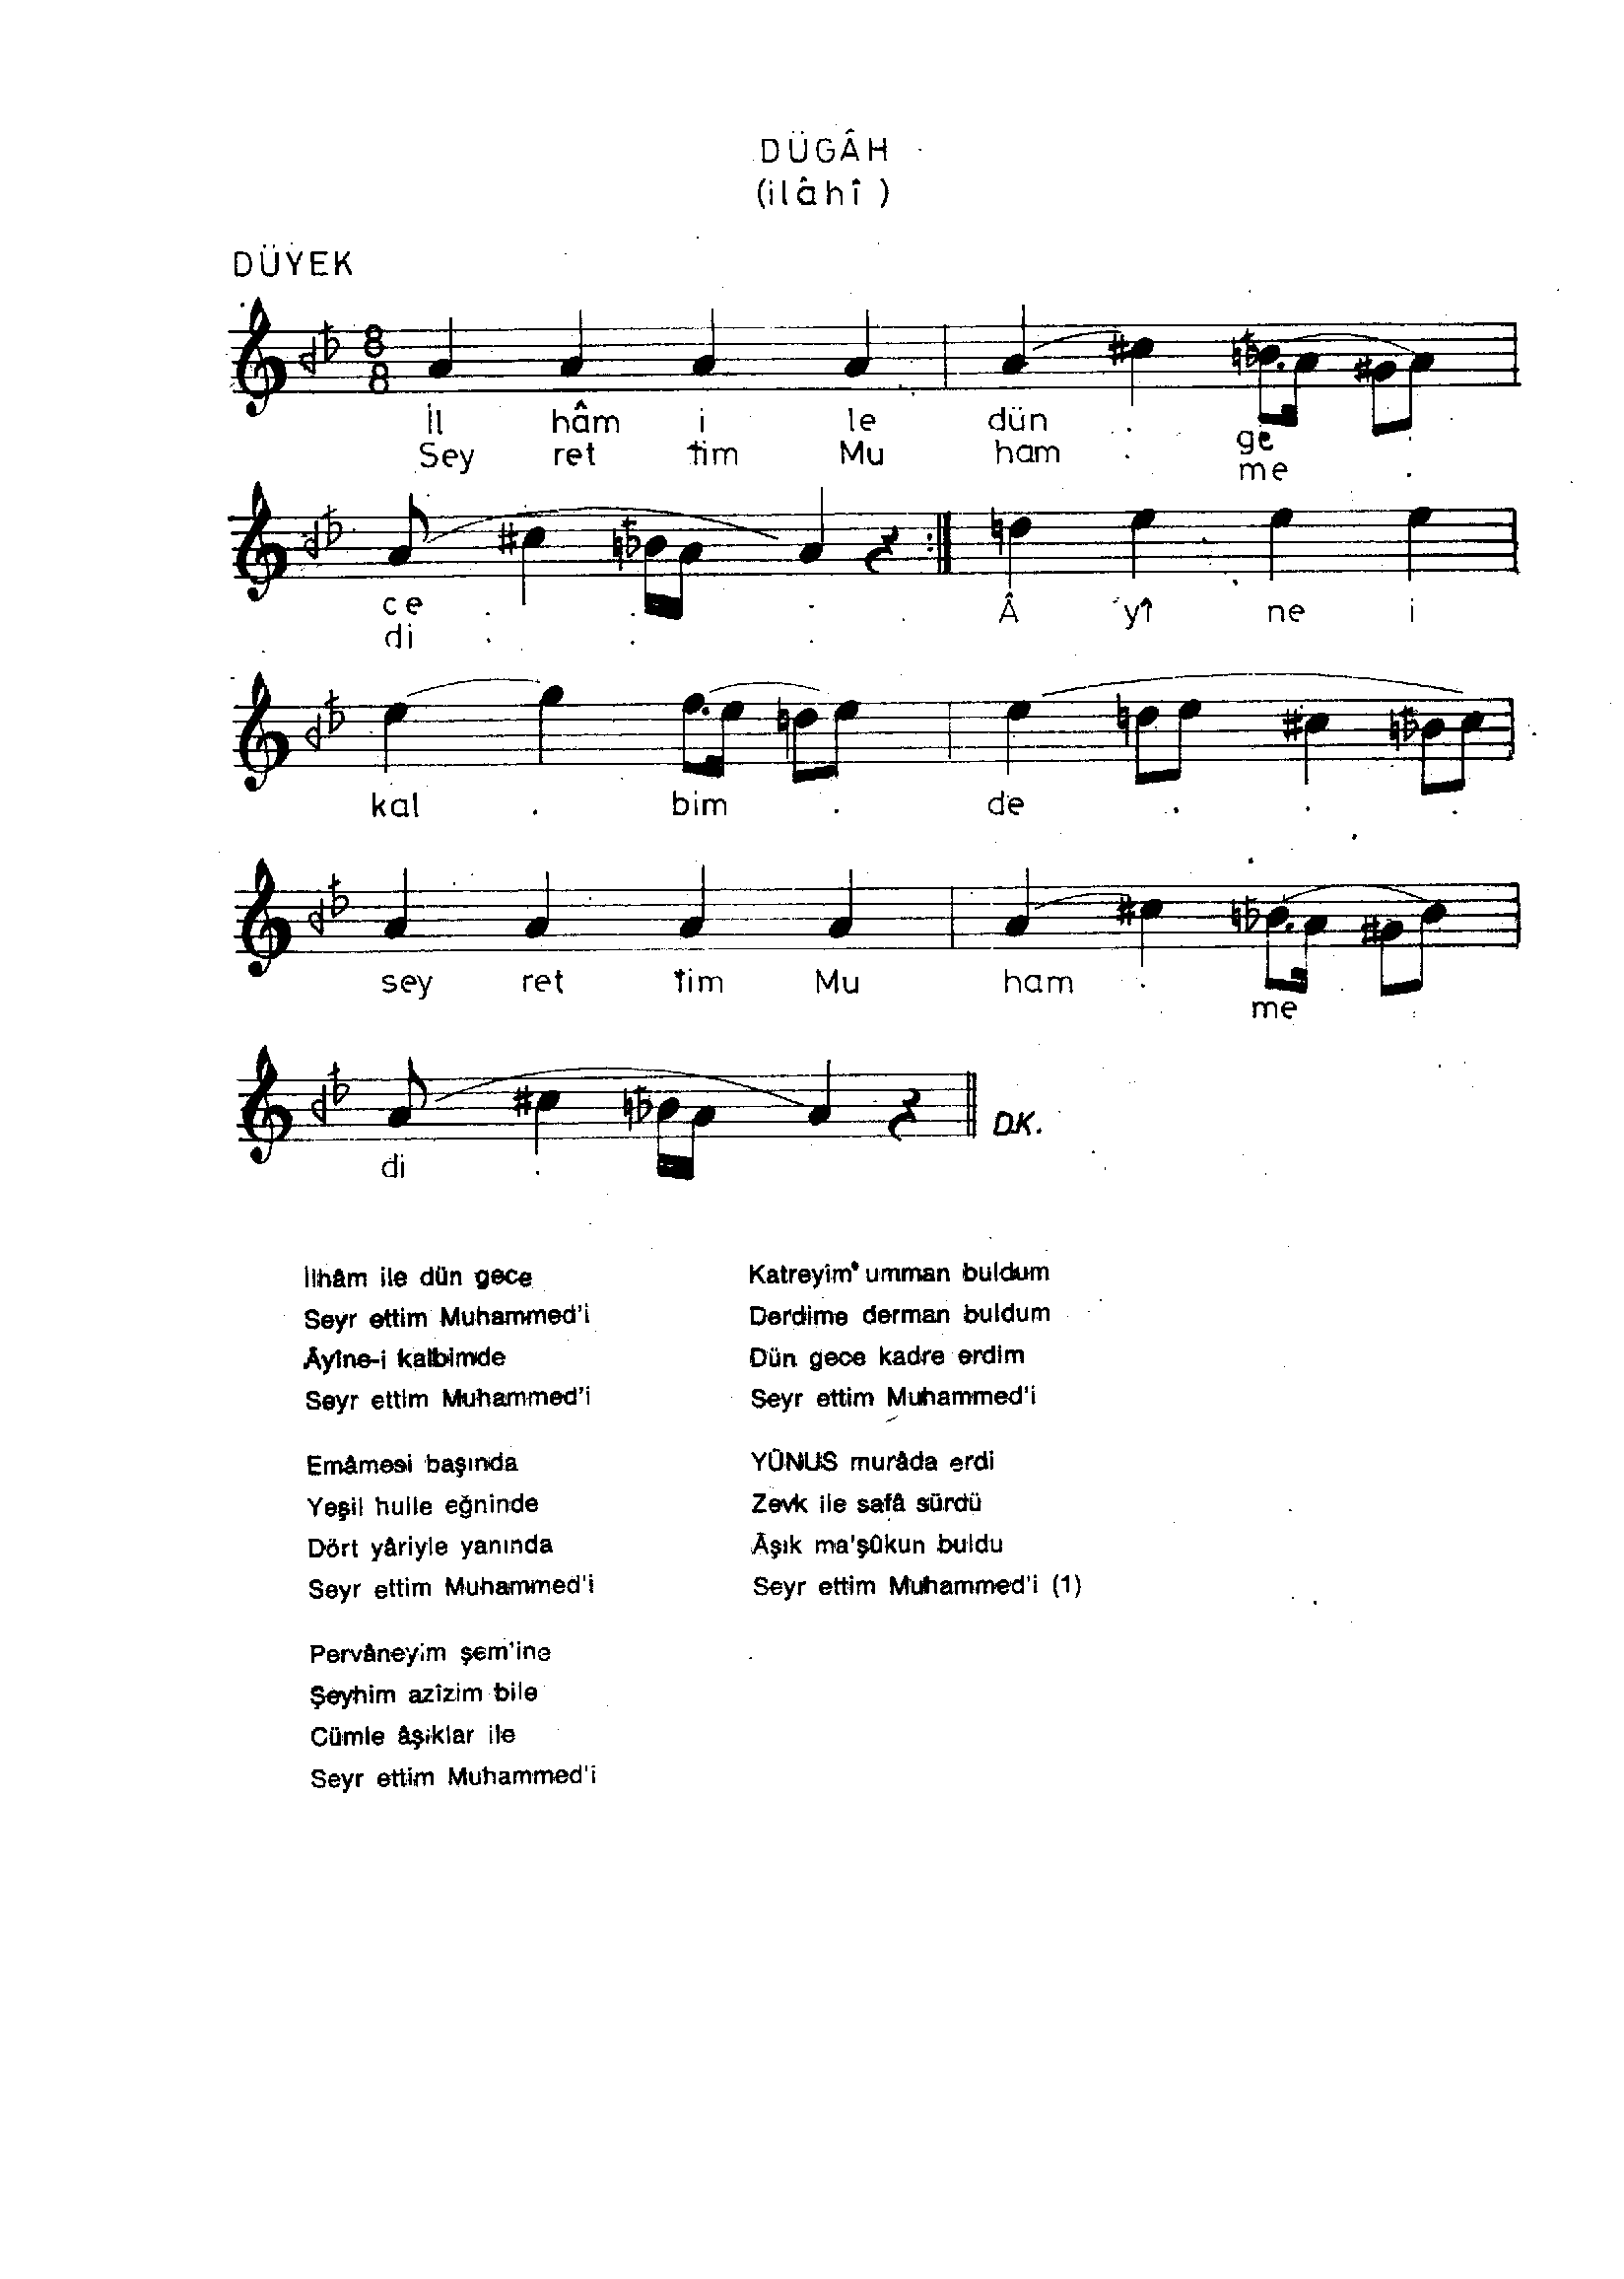 DÜGÂH
(ilâhî)
DÜYEK
8
8
İl hâm i le dün . ge
Sey ret tim Mu ham . me .
ce . . .
di . . .
 yî ne i
kal . bim . de . . .
sey ret tim Mu ham . me
di .
D.K.
İlhâm ile dün gece
Seyr ettim Muhammed'i
Âyîne-i kalbimde
Seyr ettim Muhammed'i
Emâmesi başında
Yeşil hulle eğninde
Dört yâriyle yanında
Seyr ettim Muhammed'i
Pervâneyim şem'ine
Şeyhim azîzim bile
Cümle âşıklar ile
Seyr ettim Muhammed'i
Katreyim umman buldum
Derdime derman buldum
Dün gece kadre erdim
Seyr ettim Muhammed'i
YÛNUS murâda erdi
Zevk ile safâ sürdü
Âşık ma'şûkun buldu
Seyr ettim Muhammed'i (1)